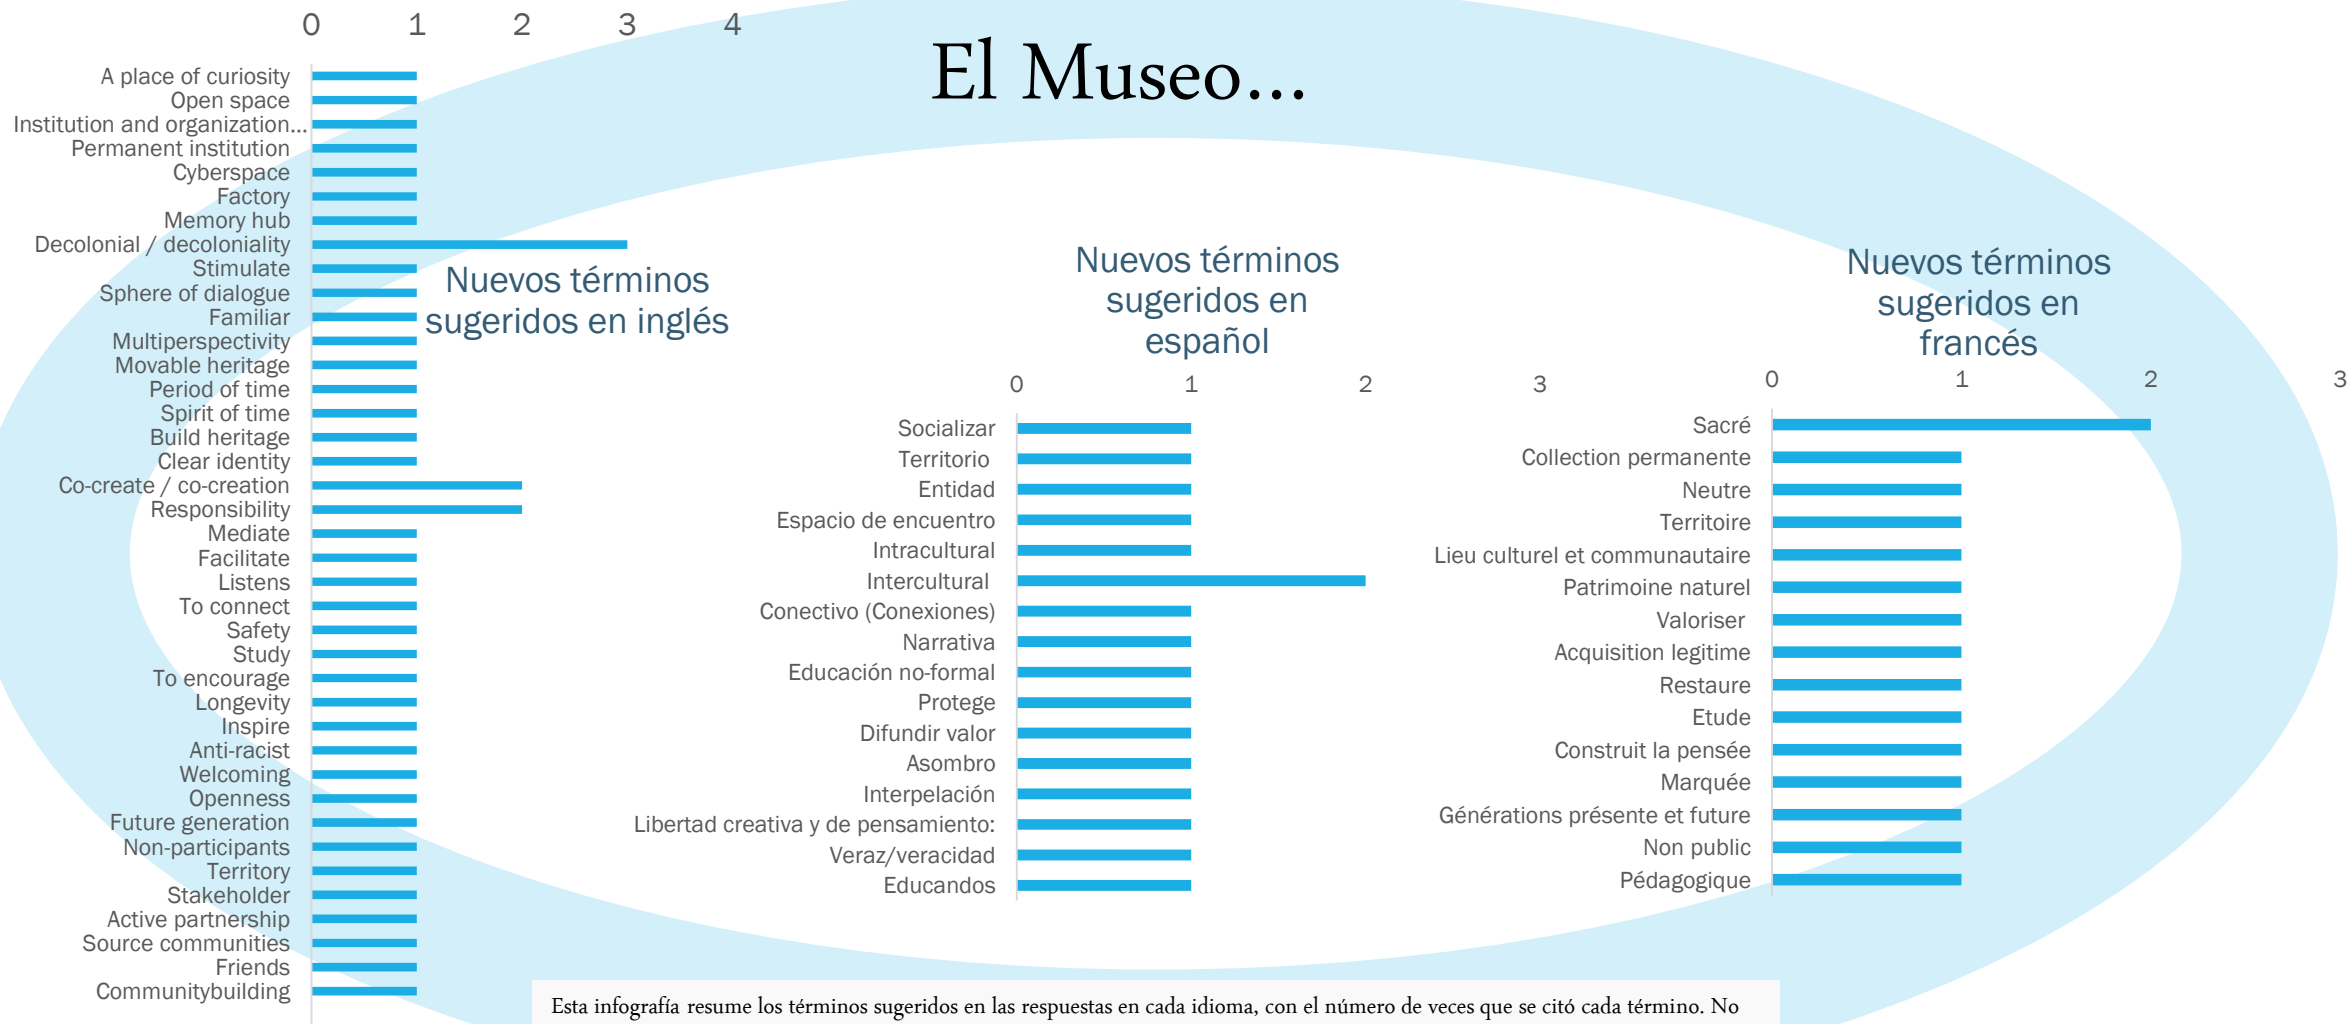 El Museo...
0 1 2 3 4
A place of curiosity
Open space
Institution and organization...
Permanent institution
Cyberspace
Factory
Memory hub
Decolonial / decoloniality
Stimulate
Sphere of dialogue
Familiar
Multiperspectivity
Movable heritage
Period of time
Spirit of time
Build heritage
Clear identity
Co-create / co-creation
Responsibility
Mediate
Facilitate
Listens
To connect
Safety
Study
To encourage
Longevity
Inspire
Anti-racist
Welcoming
Openness
Future generation
Non-participants
Territory
Stakeholder
Active partnership
Source communities
Friends
Communitybuilding
Nuevos términos
sugeridos en inglés
Nuevos términos
sugeridos en
español
0 1 2 3
Socializar
Territorio
Entidad
Espacio de encuentro
Intracultural
Intercultural
Conectivo (Conexiones)
Narrativa
Educación no-formal
Protege
Difundir valor
Asombro
Interpelación
Libertad creativa y de pensamiento:
Veraz/veracidad
Educandos
Nuevos términos
sugeridos en
francés
0 1 2 3
Sacré
Collection permanente
Neutre
Territoire
Lieu culturel et communautaire
Patrimoine naturel
Valoriser
Acquisition legitime
Restaure
Etude
Construit la pensée
Marquée
Générations présente et future
Non public
Pédagogique
Esta infografía resume los términos sugeridos en las respuestas en cada idioma, con el número de veces que se citó cada término. No